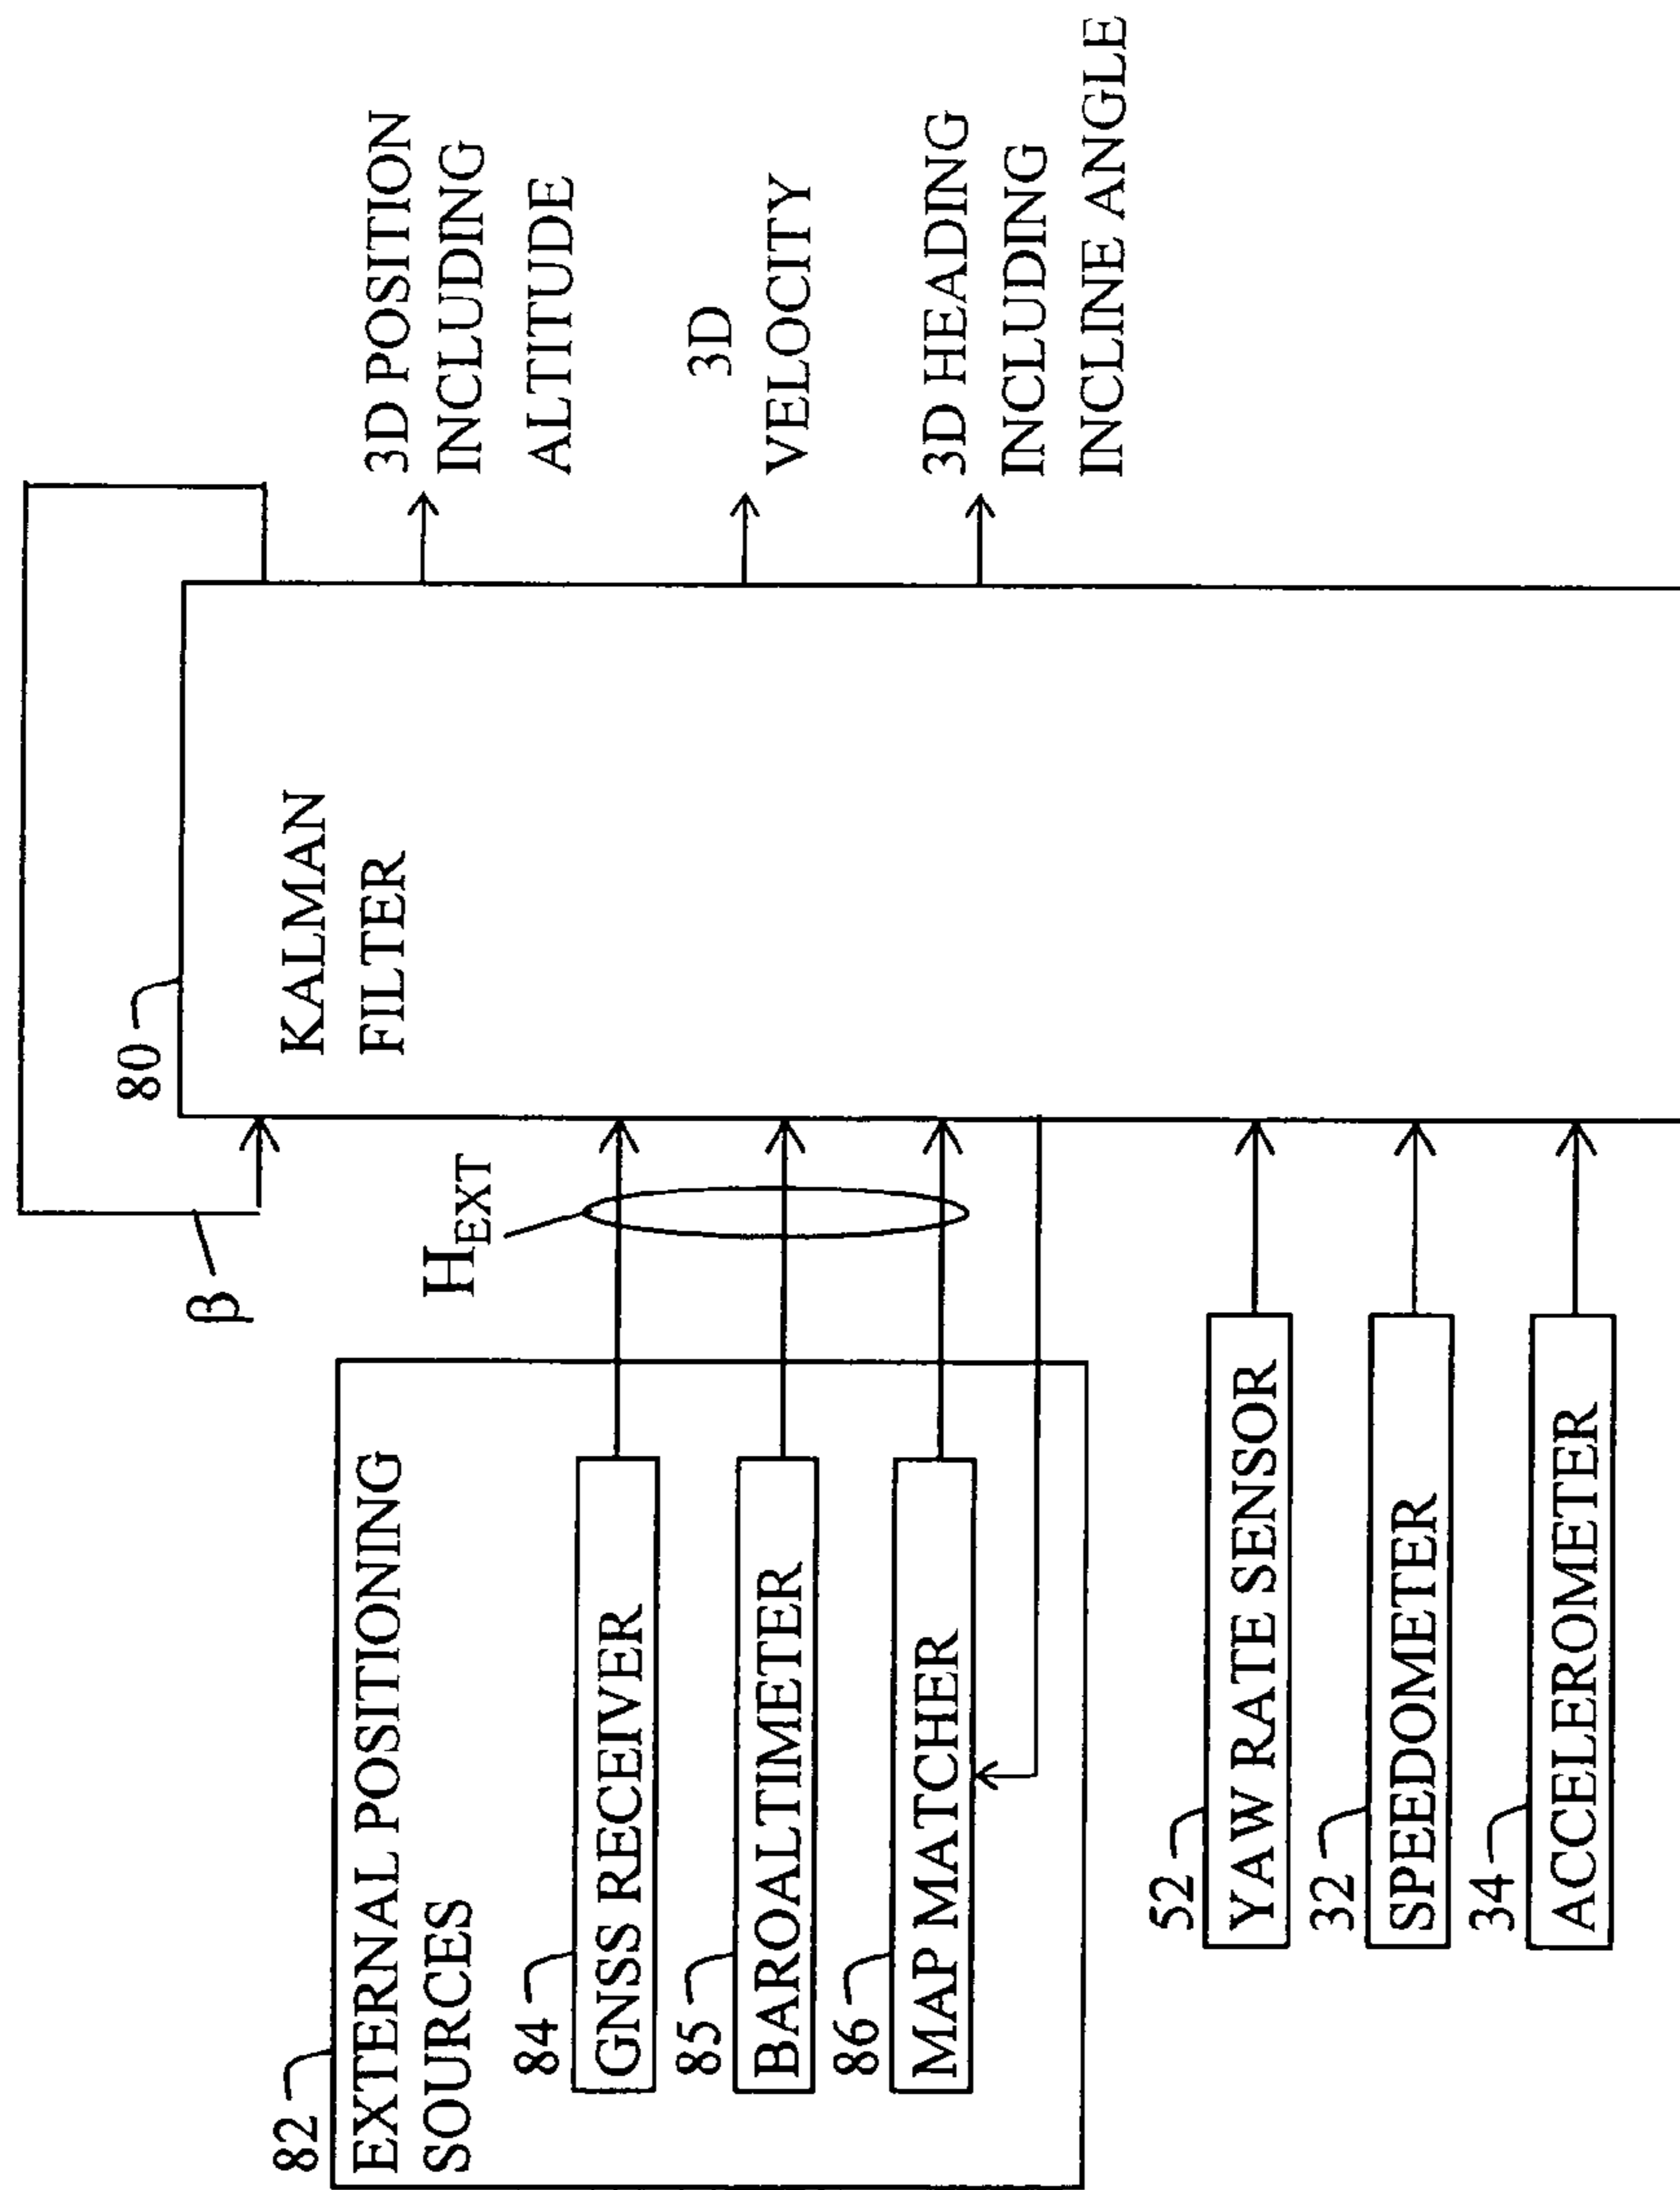 80
KALMAN
FILTER
β
H_EXT
82
EXTERNAL POSITIONING
SOURCES
84
GNSS RECEIVER
85
BAROALTIMETER
86
MAP MATCHER
52
YAW RATE SENSOR
32
SPEEDOMETER
34
ACCELEROMETER
3D POSITION
INCLUDING
ALTITUDE
3D
VELOCITY
3D HEADING
INCLUDING
INCLINE ANGLE